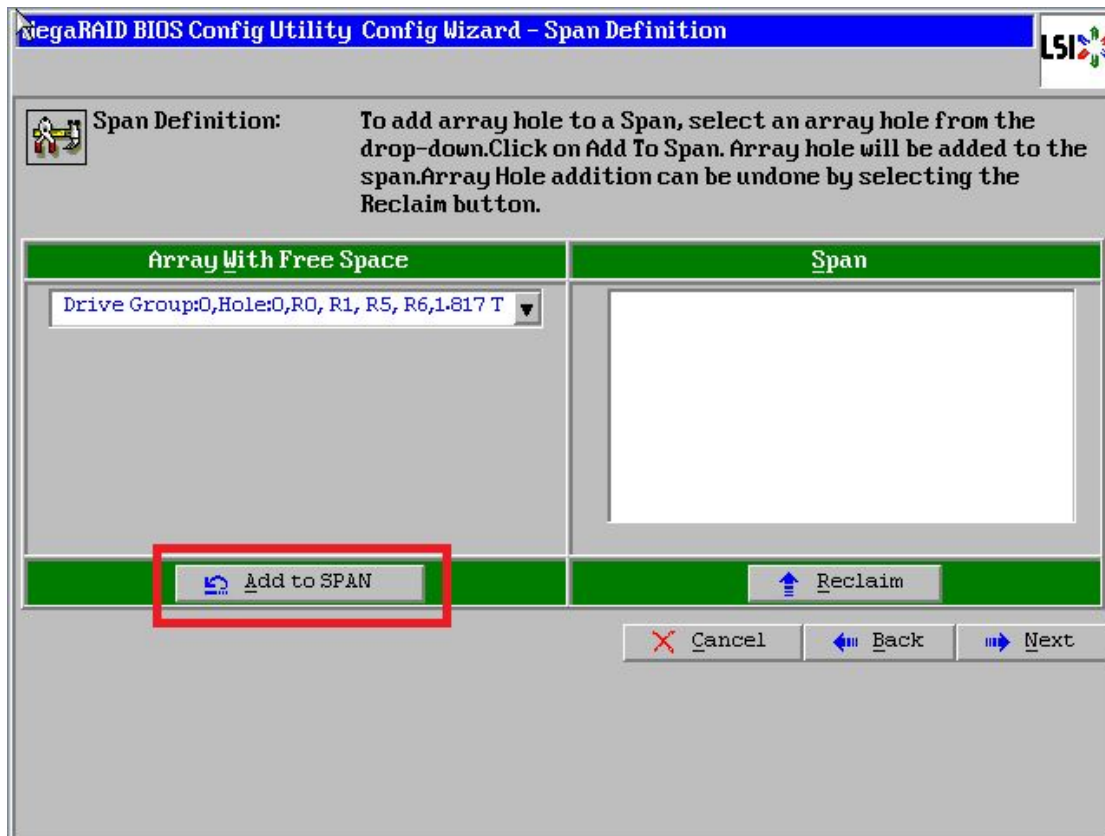 MegaRAID BIOS Config Utility Config Wizard - Span Definition
LSI
Span Definition:
To add array hole to a Span, select an array hole from the
drop-down.Click on Add To Span. Array hole will be added to the
span.Array Hole addition can be undone by selecting the
Reclaim button.
Array With Free Space
Span
Drive Group:0,Hole:0,R0, R1, R5, R6,1.817 T
Add to SPAN
Reclaim
Cancel
Back
Next